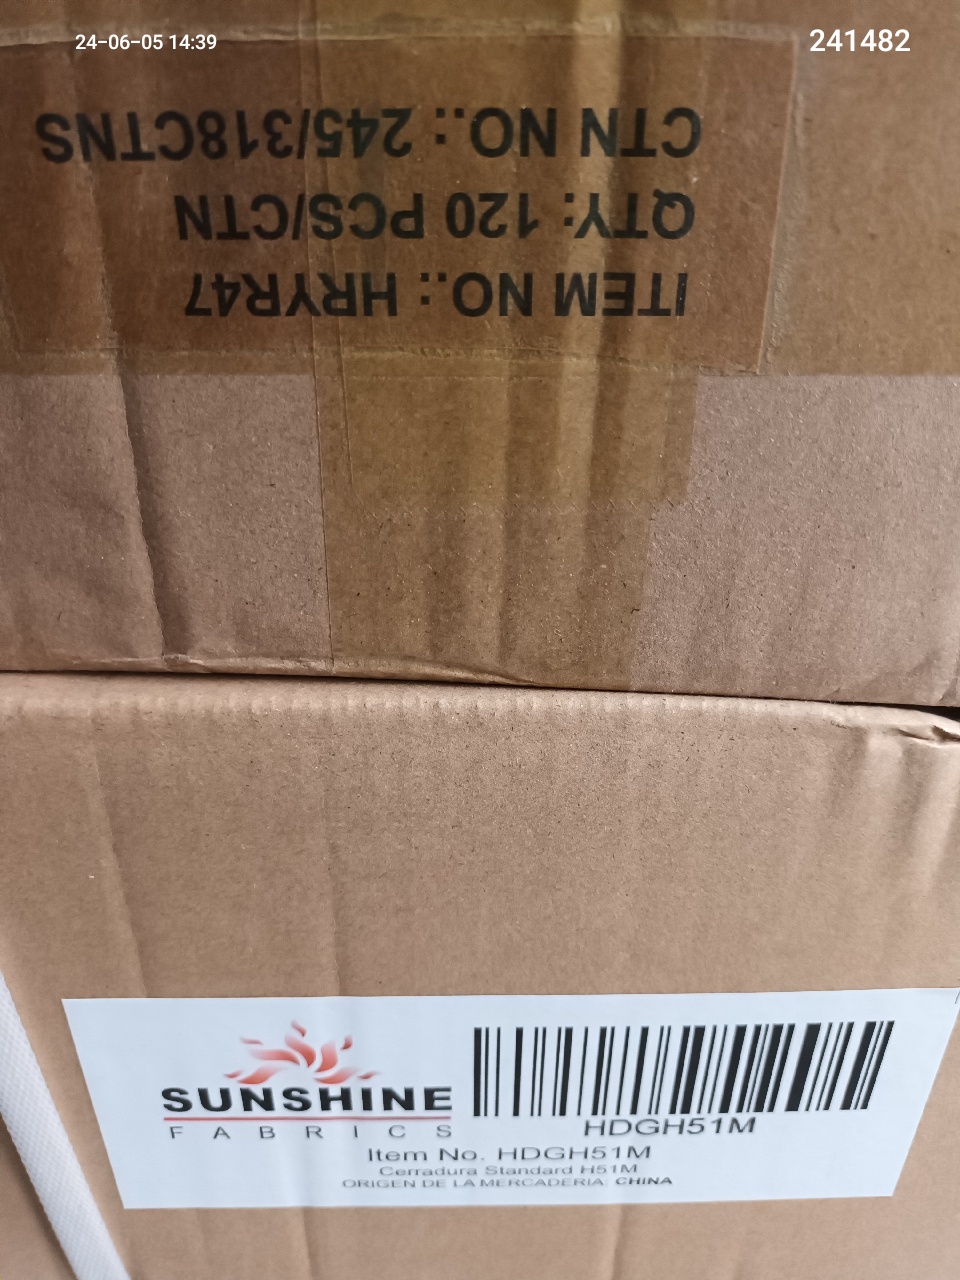 24-06-05 14:39
241482
ITEM NO.: HRYR47
QTY: 120 PCS/CTN
CTN NO.: 245/318CTNS
SUNSHINE
FABRICS
HDGH51M
Item No. HDGH51M
Cerradura Standard H51M
ORIGEN DE LA MERCADERIA: CHINA